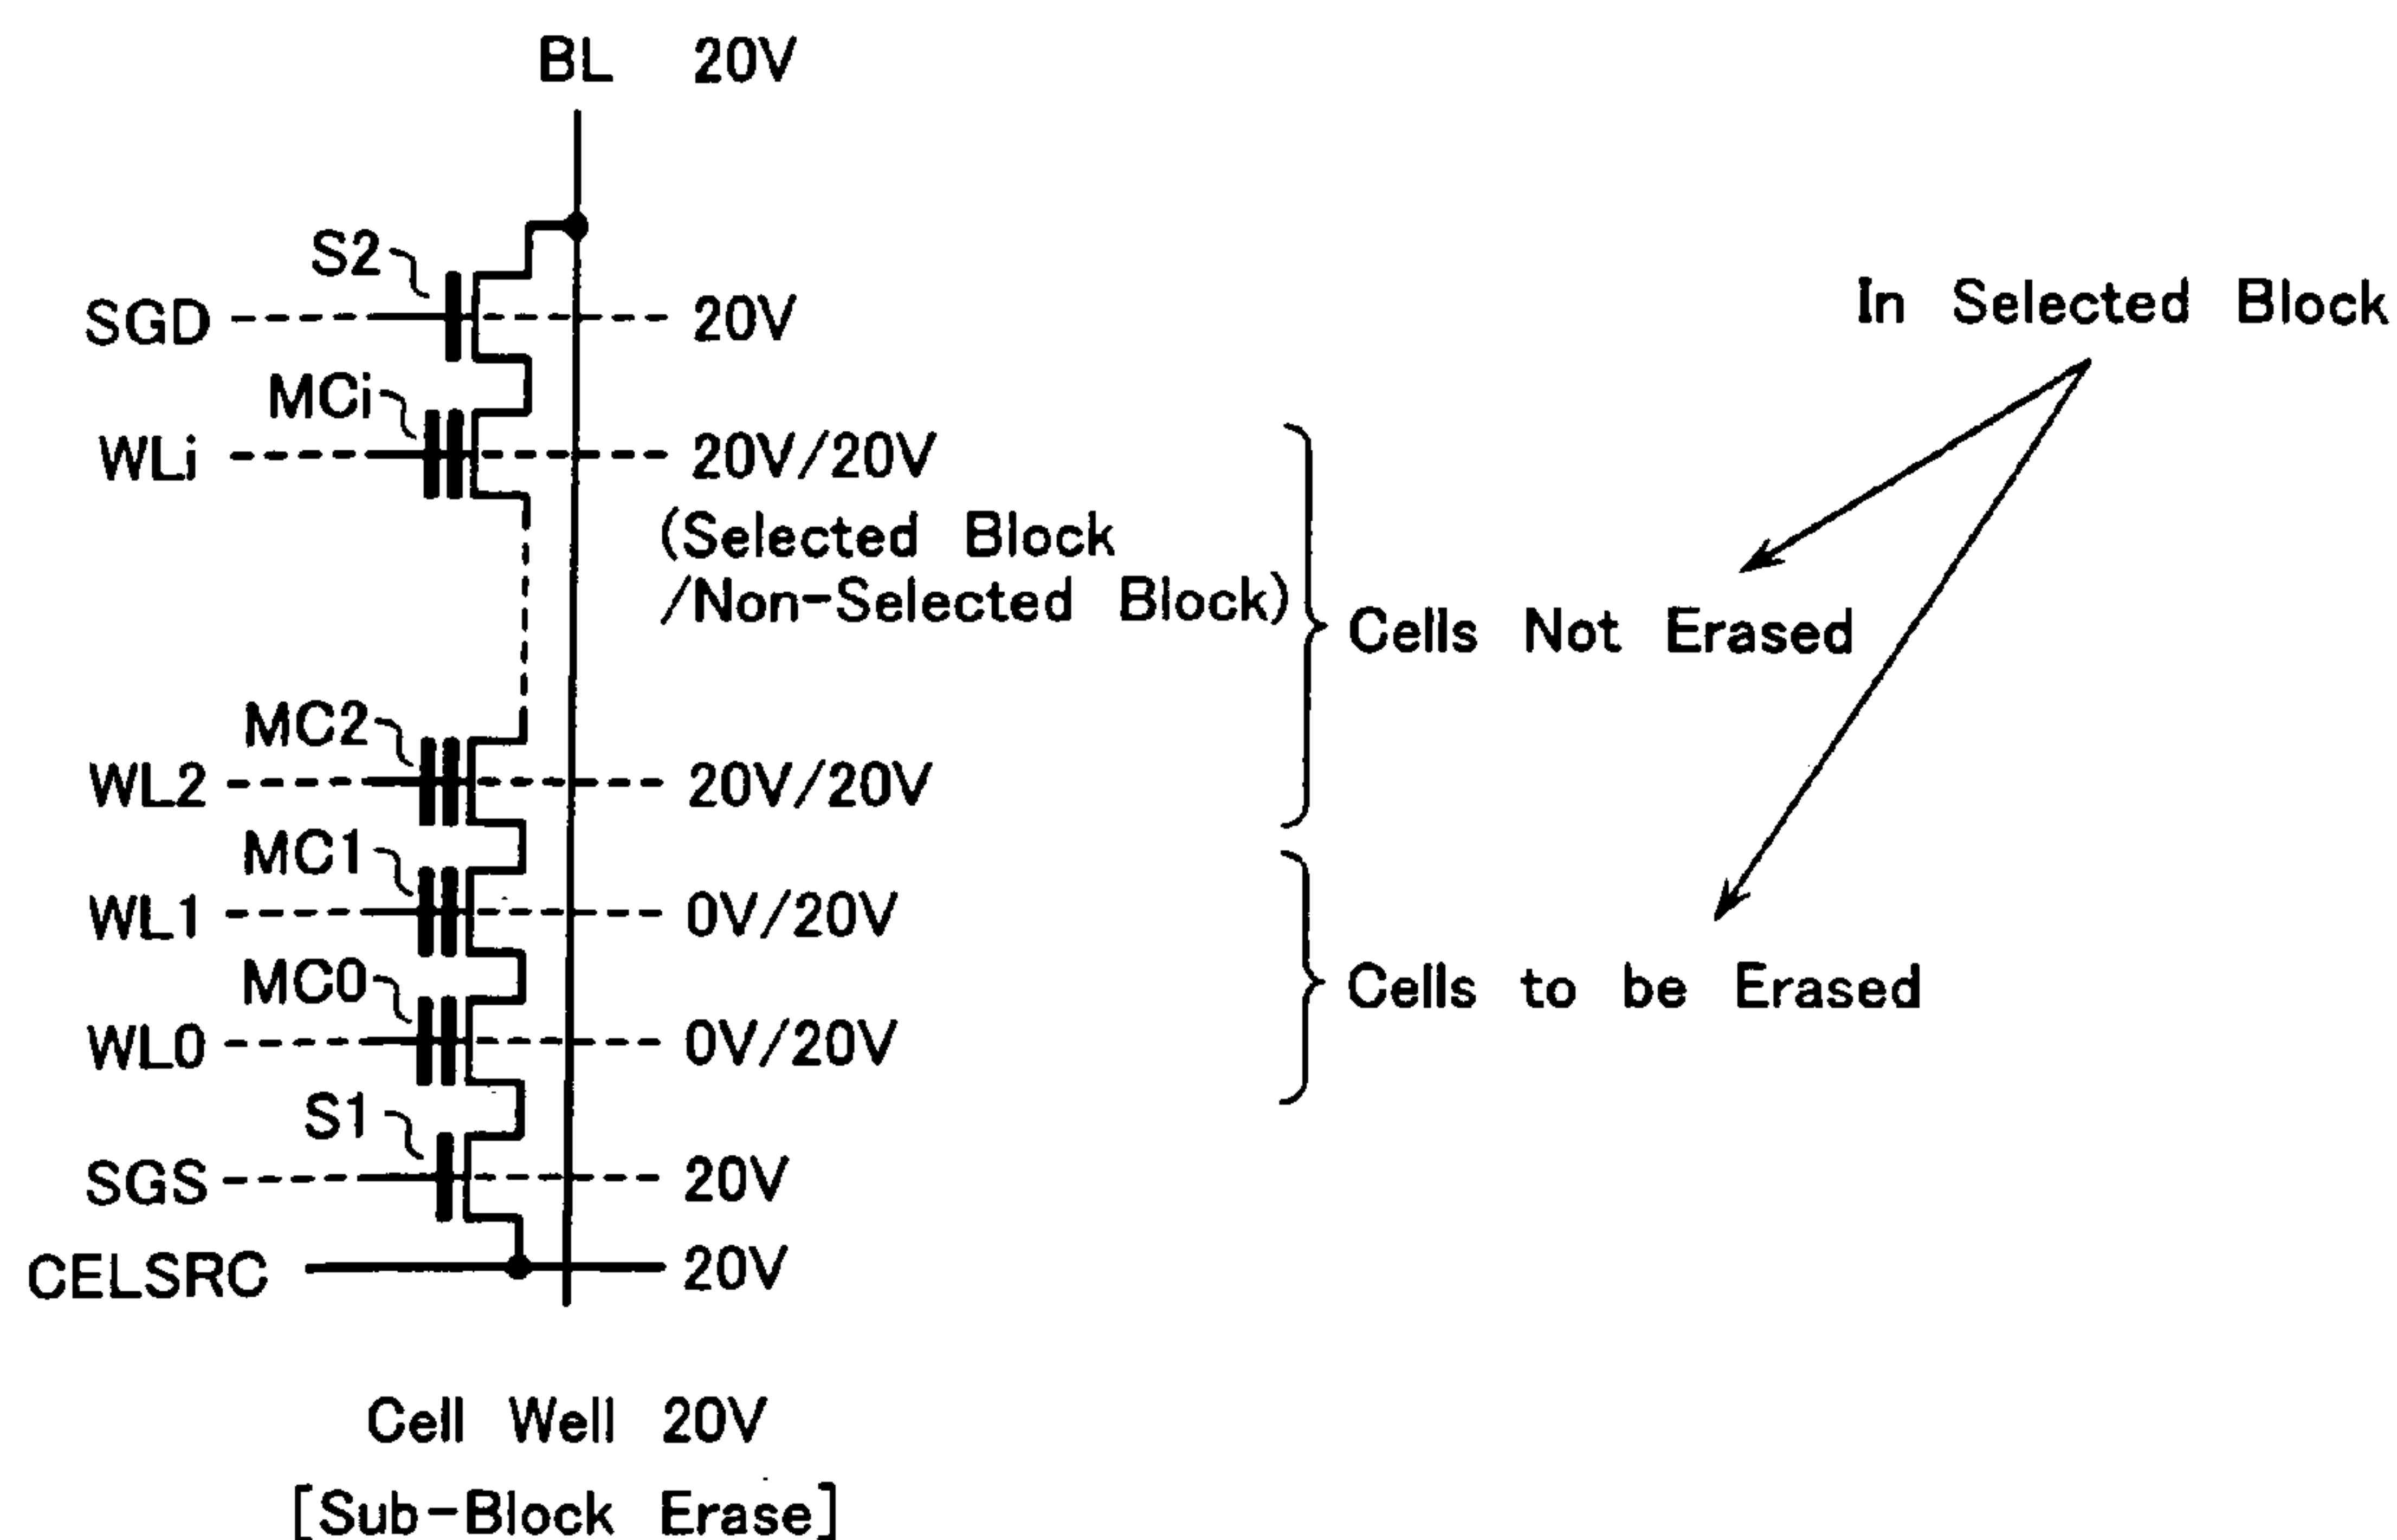 BL 20V
S2
SGD 20V
In Selected Block
MCi
WLi 20V/20V
(Selected Block
/Non-Selected Block)
Cells Not Erased
MC2
WL2 20V/20V
MC1
WL1 0V/20V
MC0
Cells to be Erased
WL0 0V/20V
S1
SGS 20V
CELSRC 20V
Cell Well 20V
[Sub-Block Erase]